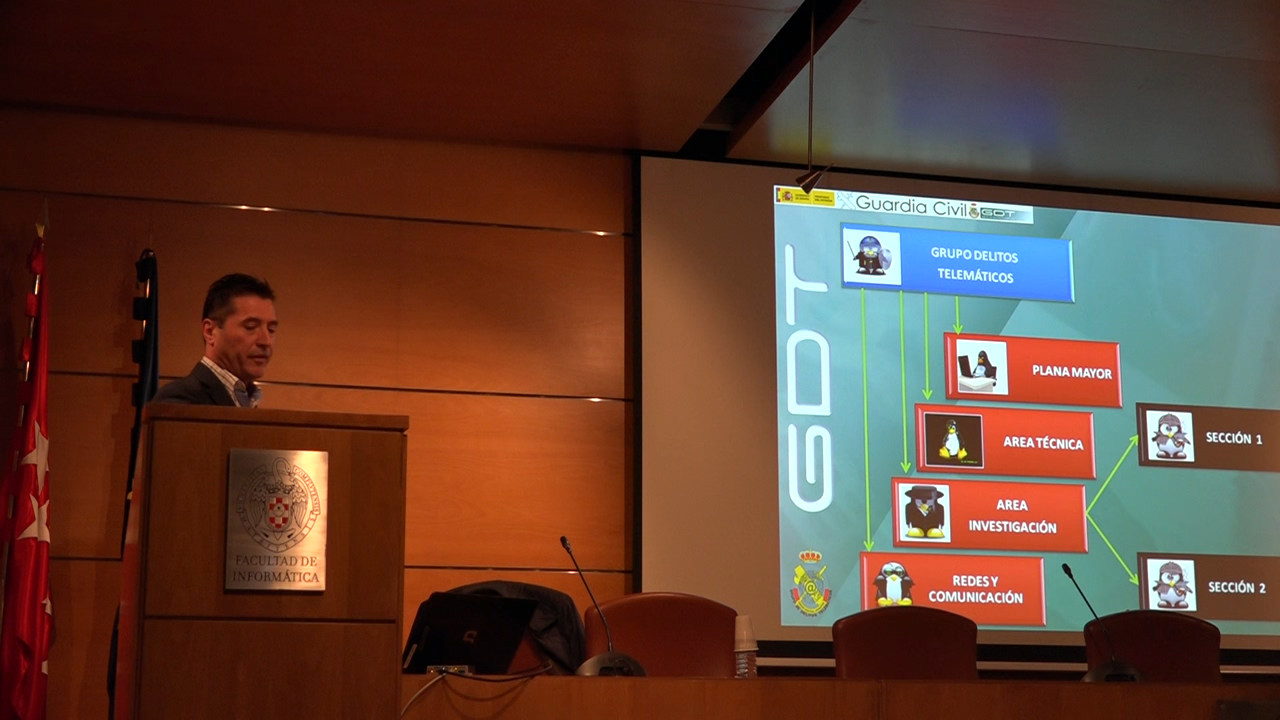 Guardia Civil
GDT
GDT
GRUPO DELITOS
TELEMÁTICOS
PLANA MAYOR
AREA TÉCNICA
SECCIÓN 1
AREA
INVESTIGACIÓN
REDES Y
COMUNICACIÓN
SECCIÓN 2
FACULTAD DE
INFORMÁTICA